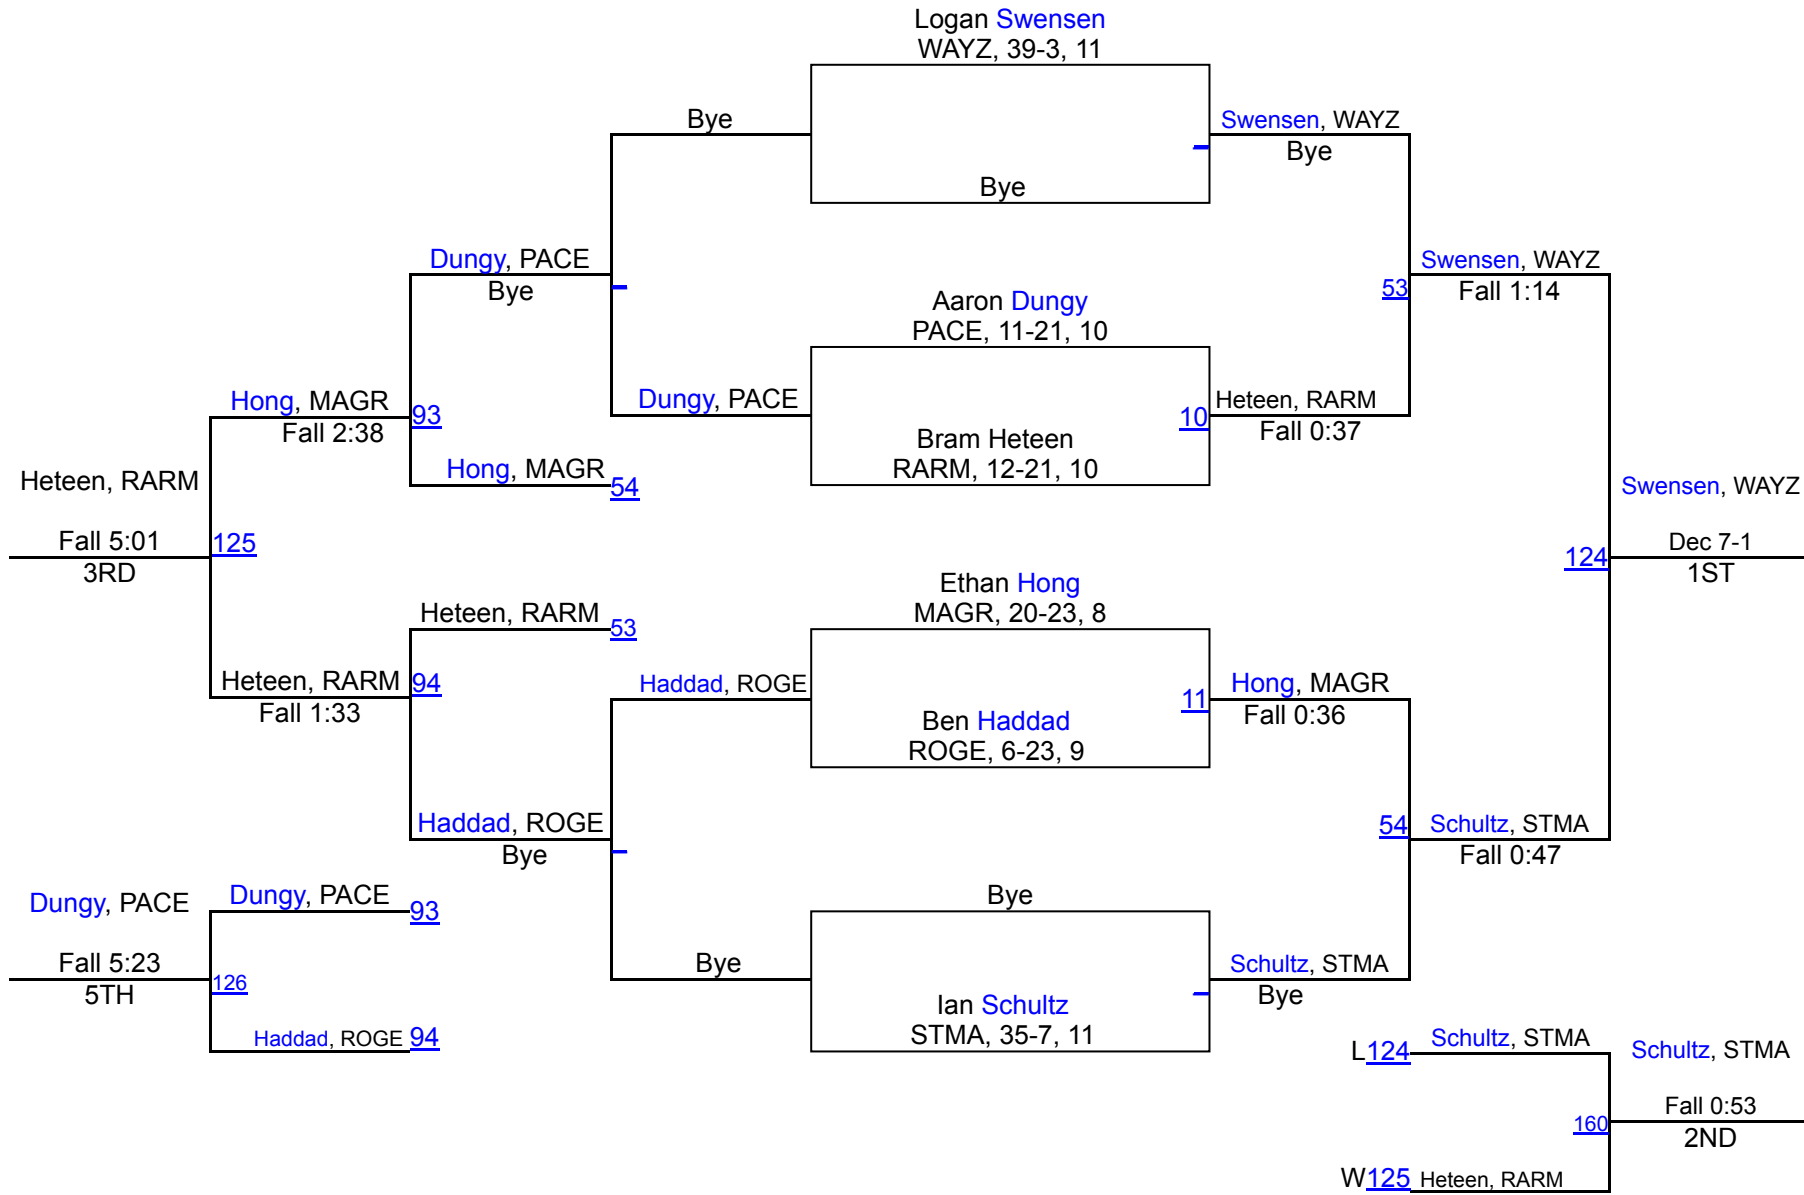 Logan Swensen
WAYZ, 39-3, 11
Bye
Swensen, WAYZ
Bye
Bye
Dungy, PACE
Bye
Swensen, WAYZ
53
Fall 1:14
Aaron Dungy
PACE, 11-21, 10
Hong, MAGR
93
Fall 2:38
Dungy, PACE
10
Heteen, RARM
Fall 0:37
Bram Heteen
RARM, 12-21, 10
Hong, MAGR
54
Heteen, RARM
Swensen, WAYZ
Fall 5:01
125
3RD
124
Dec 7-1
1ST
Ethan Hong
MAGR, 20-23, 8
Heteen, RARM
53
Heteen, RARM
94
Fall 1:33
Haddad, ROGE
11
Hong, MAGR
Fall 0:36
Ben Haddad
ROGE, 6-23, 9
Haddad, ROGE
Bye
54
Schultz, STMA
Fall 0:47
Dungy, PACE
Dungy, PACE
93
Bye
Fall 5:23
126
5TH
Bye
Schultz, STMA
Bye
Ian Schultz
STMA, 35-7, 11
Haddad, ROGE
94
L124
Schultz, STMA
Schultz, STMA
160
Fall 0:53
2ND
W125
Heteen, RARM